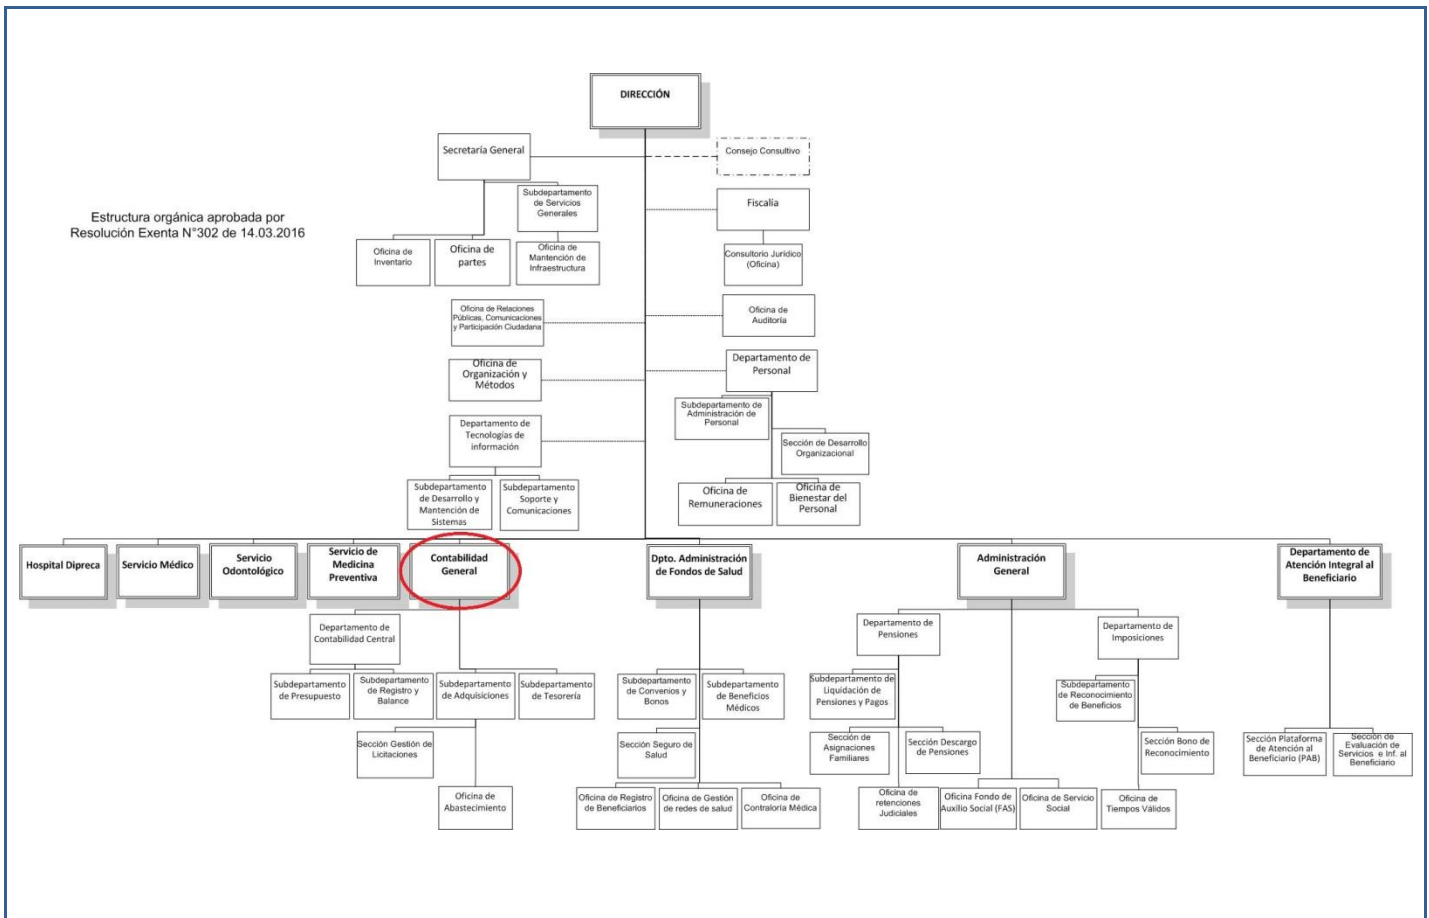 DIRECCIÓN
Secretaría General
Consejo Consultivo
Subdepartamento
de Servicios
Generales
Fiscalía
Estructura orgánica aprobada por
Resolución Exenta N°302 de 14.03.2016
Oficina de
Inventario
Oficina de
partes
Oficina de
Mantención de
Infraestructura
Consultorio Jurídico
(Oficina)
Oficina de Relaciones
Públicas, Comunicaciones
y Participación Ciudadana
Oficina de
Auditoría
Oficina de
Organización y
Métodos
Departamento de
Personal
Subdepartamento de
Administración de
Personal
Departamento de
Tecnologías de
información
Sección de Desarrollo
Organizacional
Subdepartamento
de Desarrollo y
Mantención de
Sistemas
Subdepartamento
Soporte y
Comunicaciones
Oficina de
Remuneraciones
Oficina de
Bienestar del
Personal
Hospital Dipreca
Servicio Médico
Servicio
Odontológico
Servicio de
Medicina
Preventiva
Contabilidad
General
Dpto. Administración
de Fondos de Salud
Administración
General
Departamento de
Atención Integral al
Beneficiario
Departamento de
Contabilidad Central
Departamento de
Pensiones
Departamento de
Imposiciones
Subdepartamento
de Presupuesto
Subdepartamento
de Registro y
Balance
Subdepartamento
de Adquisiciones
Subdepartamento
de Tesorería
Subdepartamento
de Convenios y
Bonos
Subdepartamento
de Beneficios
Médicos
Subdepartamento de
Liquidación de
Pensiones y Pagos
Subdepartamento
de Reconocimiento
de Beneficios
Sección Gestión de
Licitaciones
Sección Seguro de
Salud
Sección de
Asignaciones
Familiares
Sección Descargo
de Pensiones
Sección Bono de
Reconocimiento
Sección Plataforma
de Atención al
Beneficiario (PAB)
Sección de
Evaluación de
Servicios e Inf. al
Beneficiario
Oficina de
Abastecimiento
Oficina de Registro
de Beneficiarios
Oficina de Gestión
de redes de salud
Oficina de
Contraloría Médica
Oficina de
retenciones
Judiciales
Oficina Fondo de
Auxilio Social (FAS)
Oficina de Servicio
Social
Oficina de
Tiempos Válidos